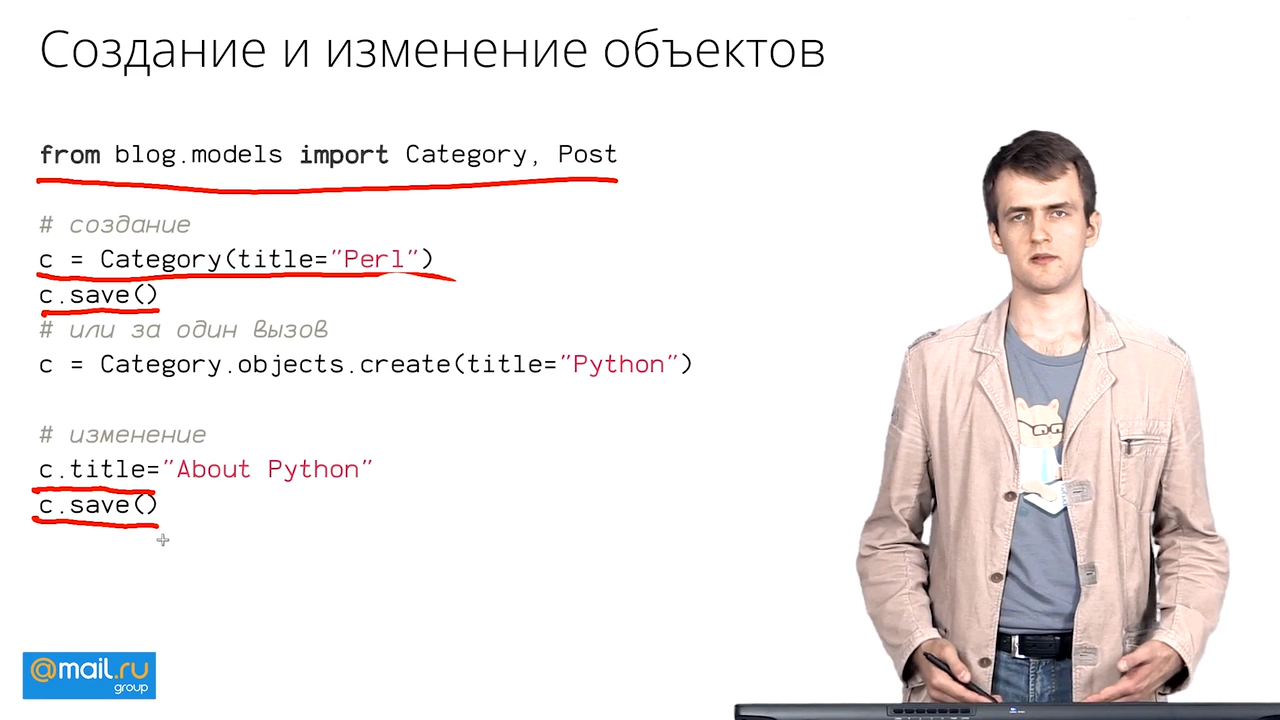 Создание и изменение объектов
from blog.models import Category, Post
# создание
c = Category(title="Perl")
c.save()
# или за один вызов
c = Category.objects.create(title="Python")
# изменение
c.title="About Python"
c.save()
@mail.ru
group